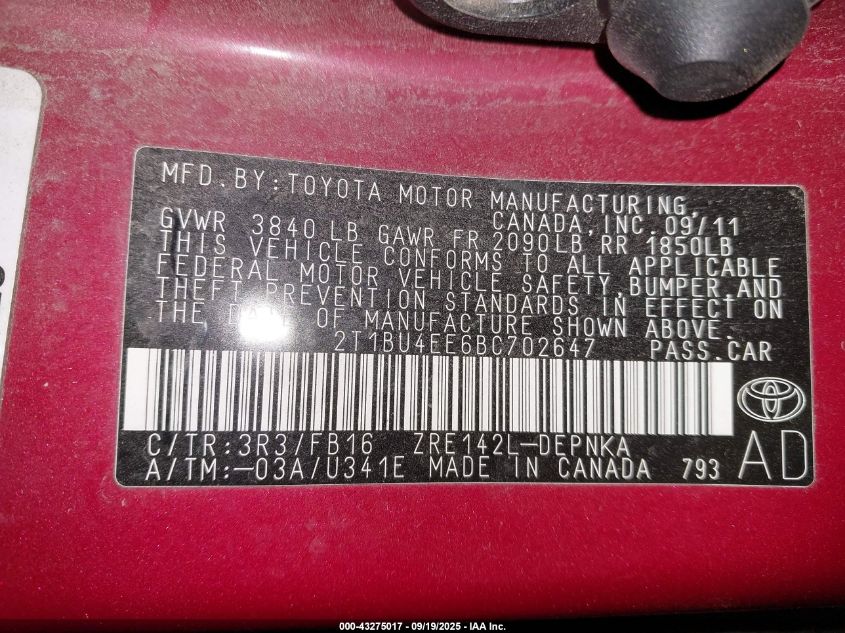 MFD.BY:TOYOTA MOTOR MANUFACTURING,
CANADA,INC.09/11
GVWR 3840 LB GAWR FR 2090LB RR 1850LB
THIS VEHICLE CONFORMS TO ALL APPLICABLE
FEDERAL MOTOR VEHICLE SAFETY,BUMPER,AND
THEFT PREVENTION STANDARDS IN EFFECT ON
THE DATE OF MANUFACTURE SHOWN ABOVE.
2T1BU4EE6BC702647 PASS.CAR
C/TR:3R3/FB16 ZRE142L-DEPNKA
A/TM:-03A/U341E MADE IN CANADA 793 AD
000-43275017 - 09/19/2025 - IAA Inc.